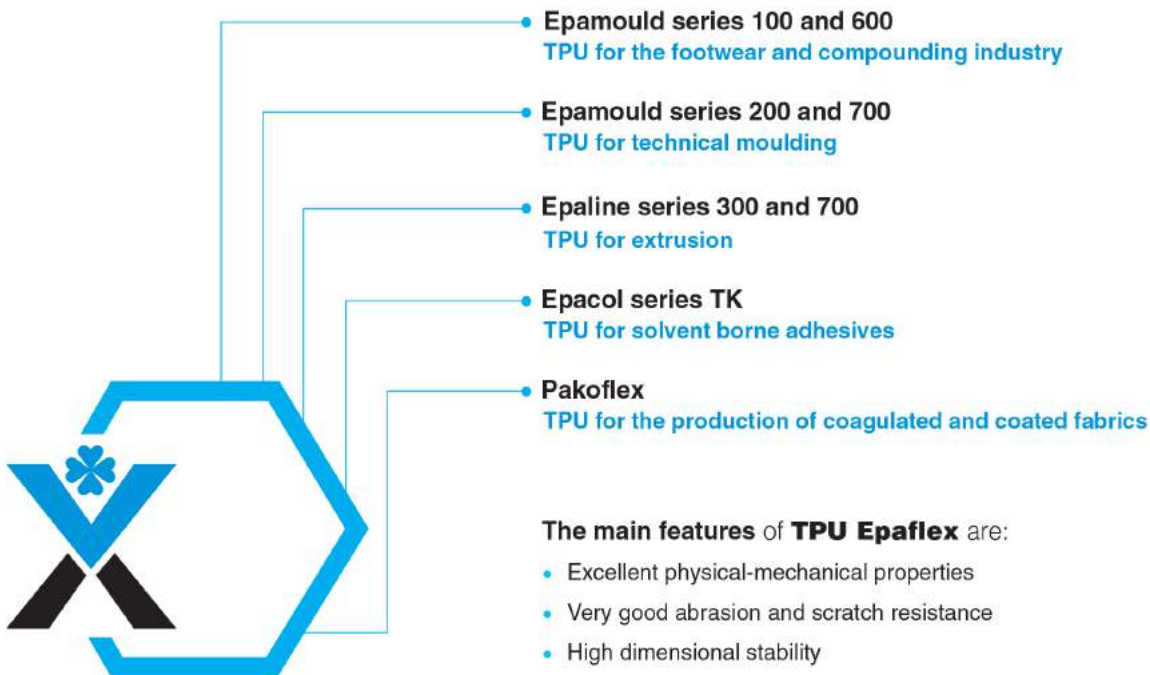 Epamould series 100 and 600
TPU for the footwear and compounding industry
Epamould series 200 and 700
TPU for technical moulding
Epaline series 300 and 700
TPU for extrusion
Epacol series TK
TPU for solvent borne adhesives
Pakoflex
TPU for the production of coagulated and coated fabrics
The main features of TPU Epaflex are:
• Excellent physical-mechanical properties
• Very good abrasion and scratch resistance
• High dimensional stability